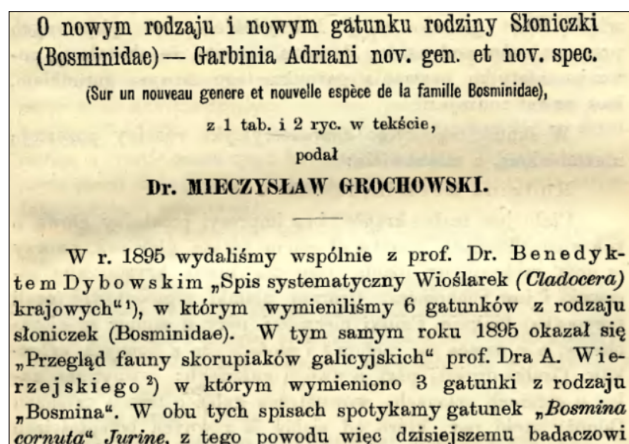 O nowym rodzaju i nowym gatunku rodziny Słoniczki
(Bosminidae) — Garbinia Adriani nov. gen. et nov. spec.
(Sur un nouveau genere et nouvelle espèce de la famille Bosminidae),
z 1 tab. i 2 ryc. w tekście,
podał
Dr. MIECZYSŁAW GROCHOWSKI.
W r. 1895 wydaliśmy wspólnie z prof. Dr. Benedyk-
tem Dybowskim „Spis systematyczny Wioślarek (Cladocera)
krajowych“ ¹), w którym wymieniliśmy 6 gatunków z rodzaju
słoniczek (Bosminidae). W tym samym roku 1895 okazał się
„Przegląd fauny skorupiaków galicyjskich“ prof. Dra A. Wie-
rzejskiego ²) w którym wymieniono 3 gatunki z rodzaju
„Bosmina“. W obu tych spisach spotykamy gatunek „Bosmina
cornuta“ Jurine, z tego powodu więc dzisiejszemu badaczowi